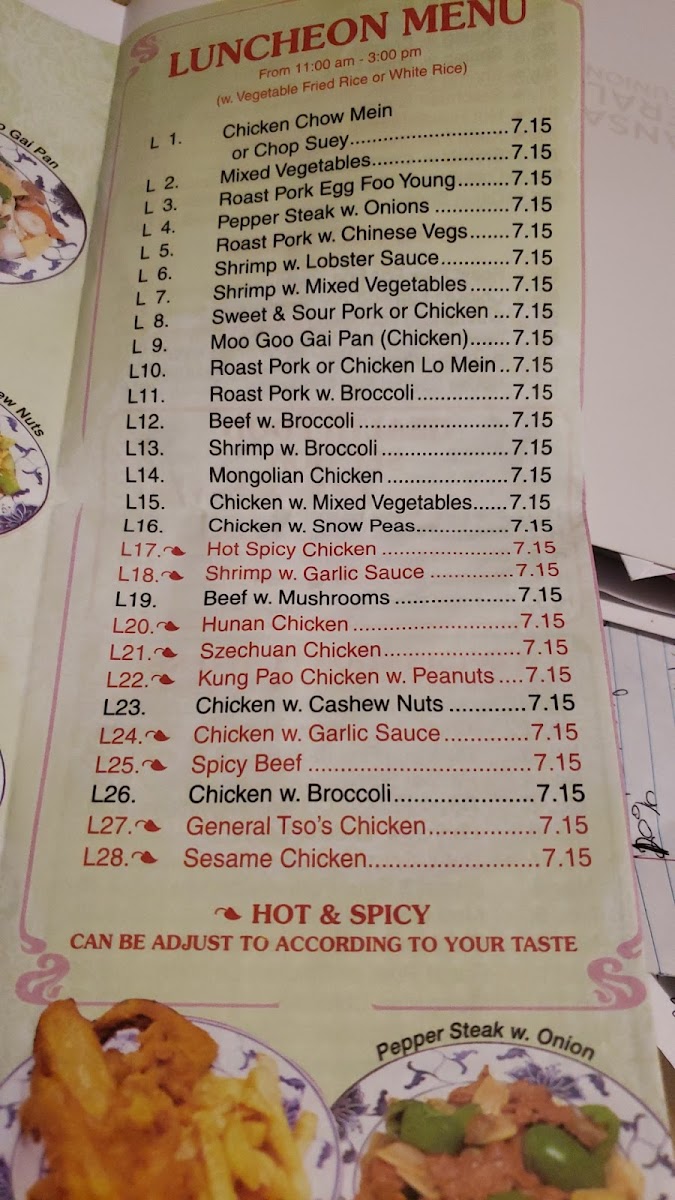 LUNCHEON MENU
From 11:00 am - 3:00 pm
(w. Vegetable Fried Rice or White Rice)
L 1. Chicken Chow Mein
or Chop Suey............................7.15
L 2. Mixed Vegetables........................7.15
L 3. Roast Pork Egg Foo Young.........7.15
L 4. Pepper Steak w. Onions .............7.15
L 5. Roast Pork w. Chinese Vegs.......7.15
L 6. Shrimp w. Lobster Sauce............7.15
L 7. Shrimp w. Mixed Vegetables.......7.15
L 8. Sweet & Sour Pork or Chicken ...7.15
L 9. Moo Goo Gai Pan (Chicken).......7.15
L10. Roast Pork or Chicken Lo Mein..7.15
L11. Roast Pork w. Broccoli................7.15
L12. Beef w. Broccoli ..........................7.15
L13. Shrimp w. Broccoli ......................7.15
L14. Mongolian Chicken .....................7.15
L15. Chicken w. Mixed Vegetables......7.15
L16. Chicken w. Snow Peas................7.15
L17. Hot Spicy Chicken ......................7.15
L18. Shrimp w. Garlic Sauce ..............7.15
L19. Beef w. Mushrooms ....................7.15
L20. Hunan Chicken ...........................7.15
L21. Szechuan Chicken.......................7.15
L22. Kung Pao Chicken w. Peanuts ....7.15
L23. Chicken w. Cashew Nuts ............7.15
L24. Chicken w. Garlic Sauce.............7.15
L25. Spicy Beef ..................................7.15
L26. Chicken w. Broccoli.....................7.15
L27. General Tso's Chicken................7.15
L28. Sesame Chicken.........................7.15
HOT & SPICY
CAN BE ADJUST TO ACCORDING TO YOUR TASTE
Pepper Steak w. Onion
Gai Pan
Nuts